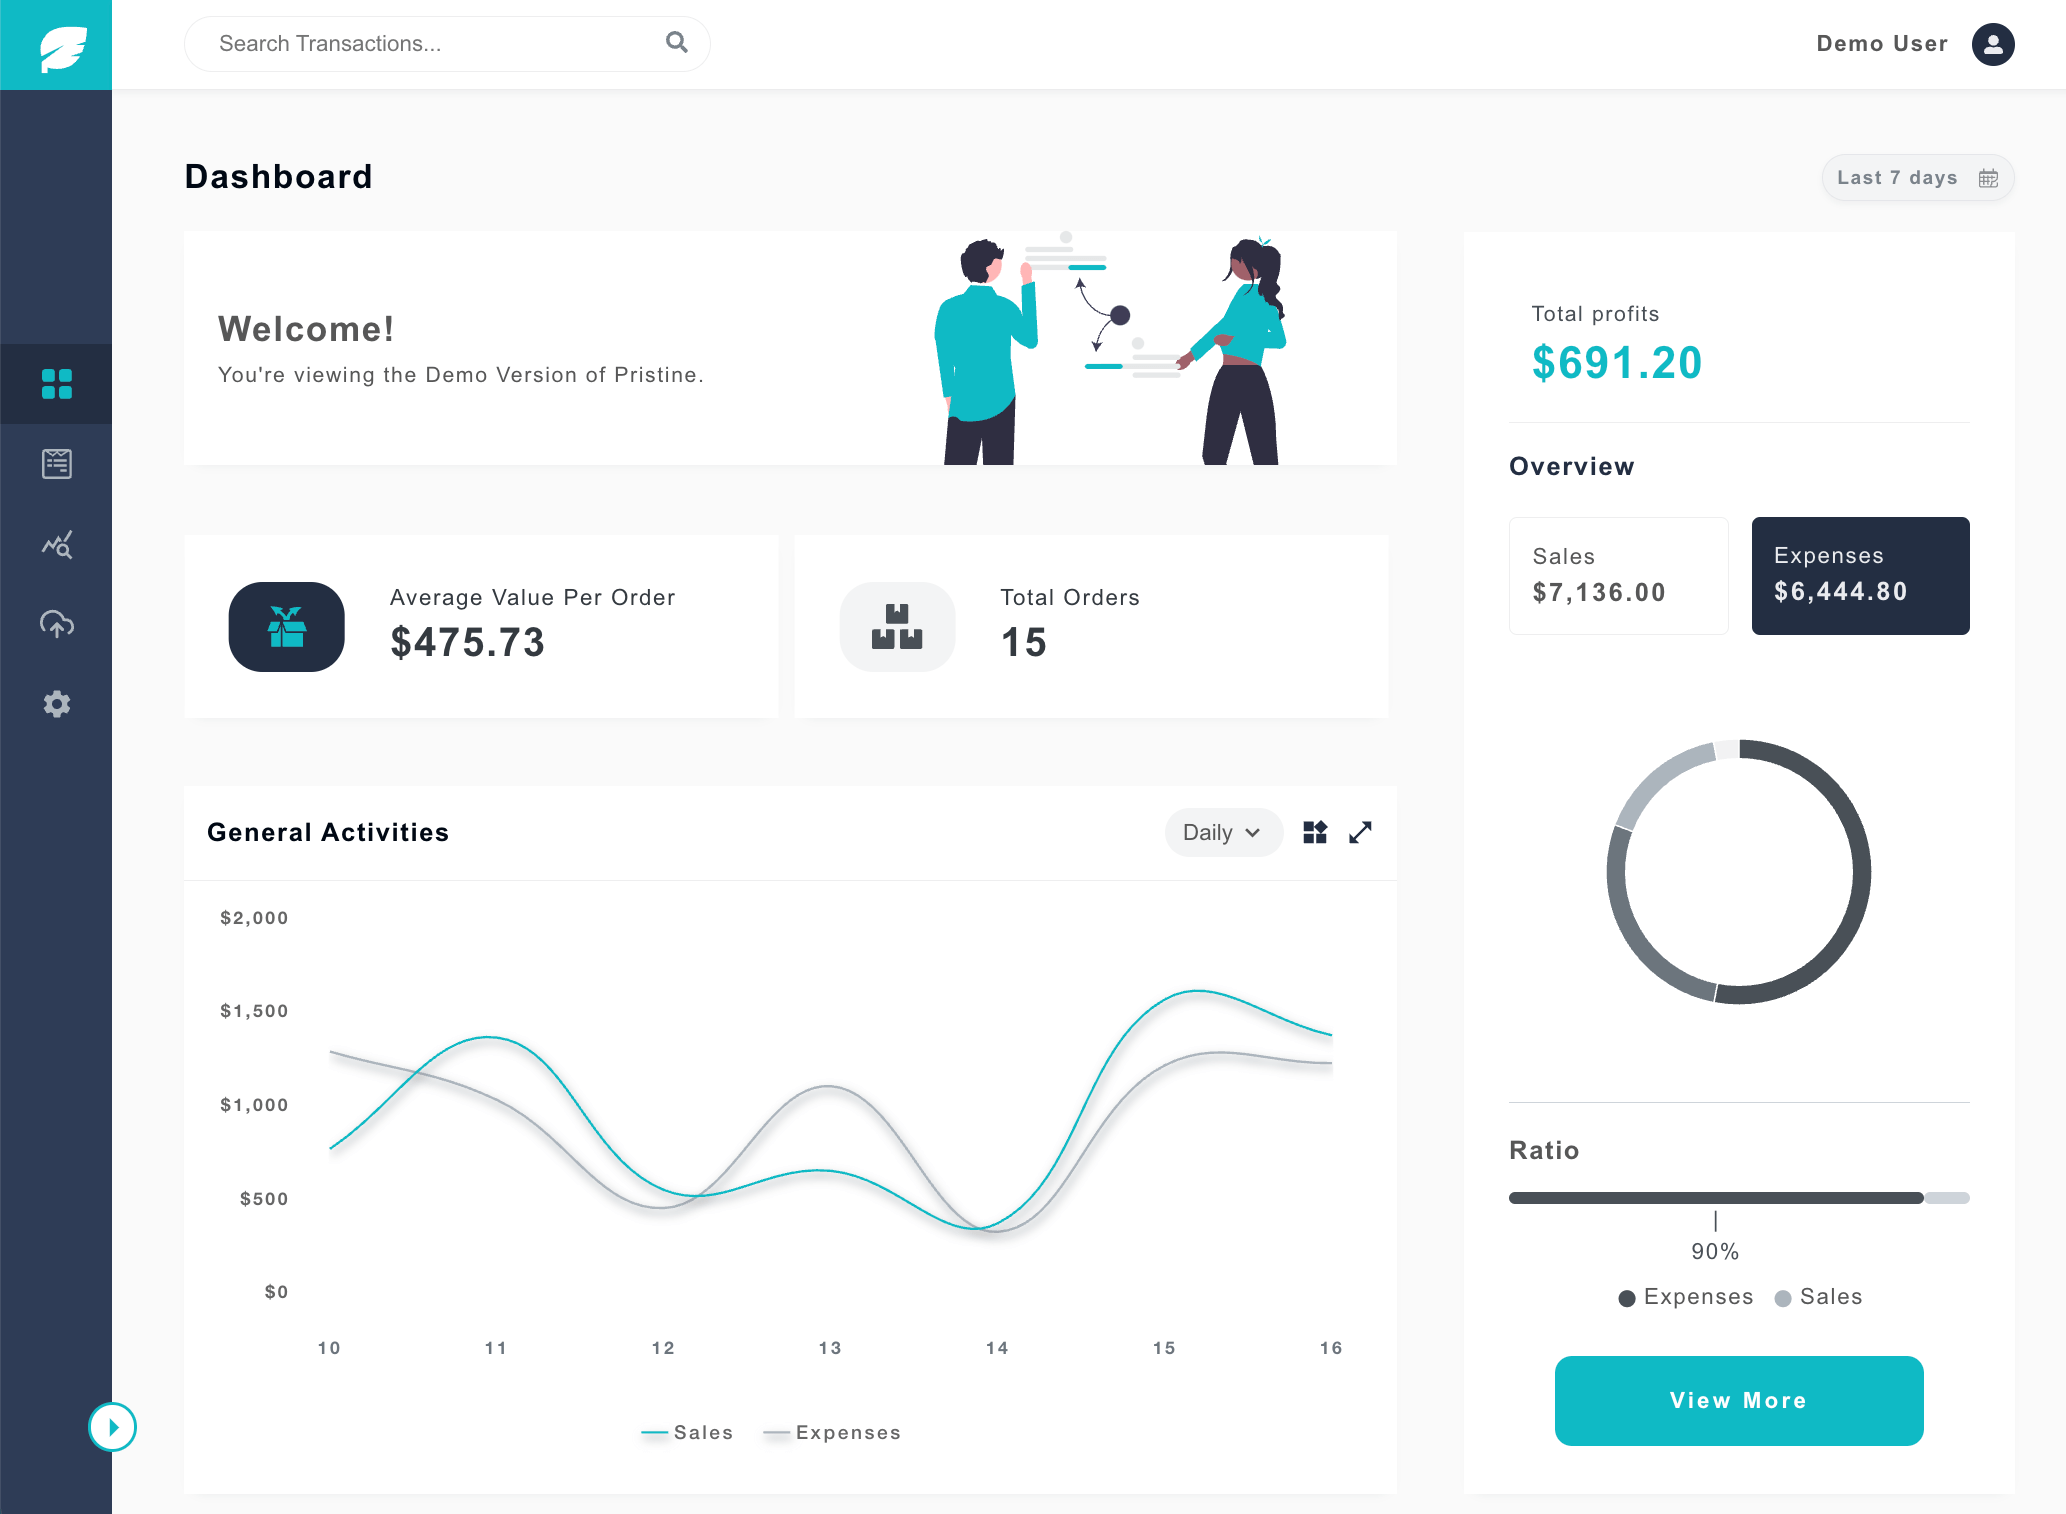 Search Transactions...
Demo User
Dashboard
Last 7 days
Welcome!
You're viewing the Demo Version of Pristine.
Average Value Per Order
$475.73
Total Orders
15
General Activities
Daily
$2,000
$1,500
$1,000
$500
$0
10 11 12 13 14 15 16
Sales Expenses
Total profits
$691.20
Overview
Sales
$7,136.00
Expenses
$6,444.80
Ratio
90%
Expenses Sales
View More